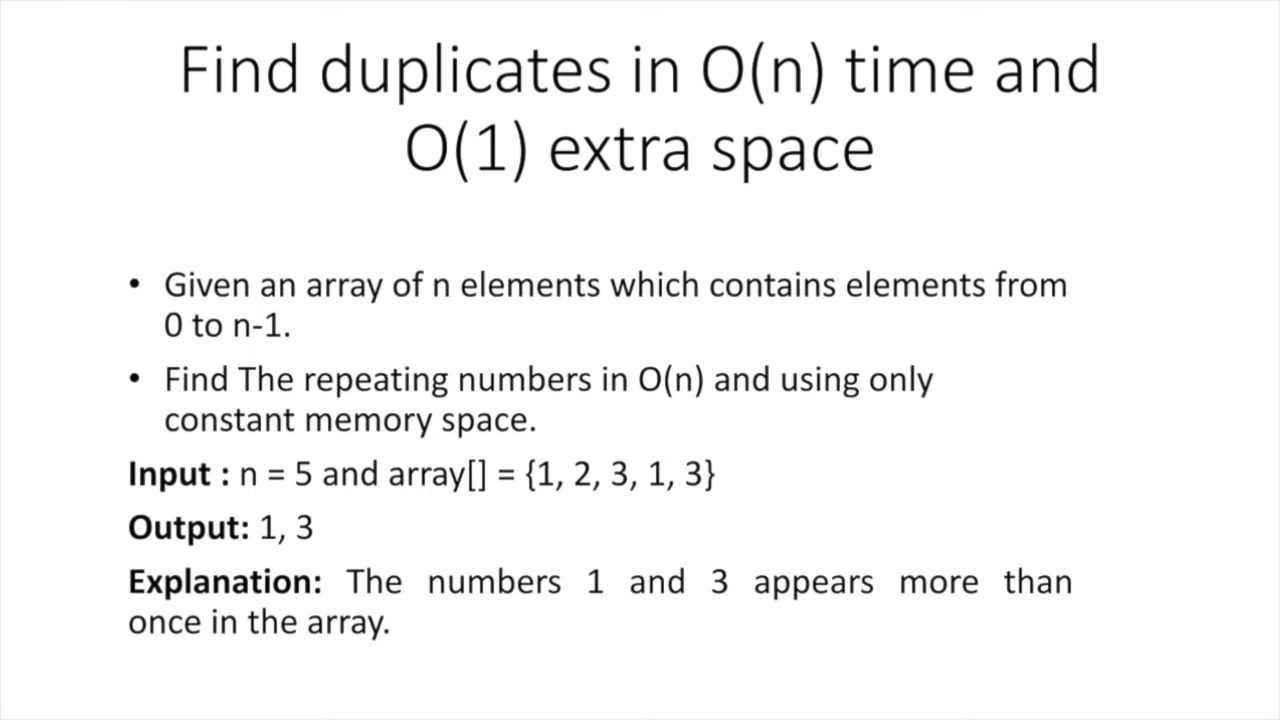 Find duplicates in O(n) time and
O(1) extra space
• Given an array of n elements which contains elements from
0 to n-1.
• Find The repeating numbers in O(n) and using only
constant memory space.
Input : n = 5 and array[] = {1, 2, 3, 1, 3}
Output: 1, 3
Explanation: The numbers 1 and 3 appears more than
once in the array.